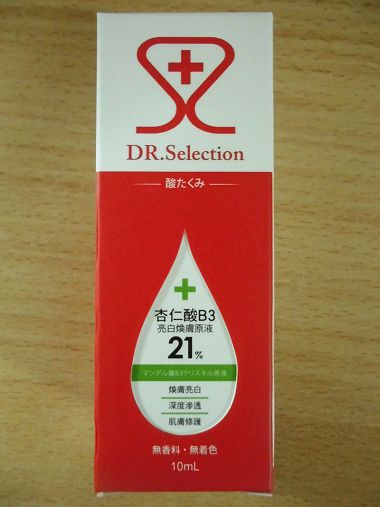 DR.Selection
酸たくみ
杏仁酸B3
亮白煥膚原液
21%
マンデル酸B3クリスタル原液
煥膚亮白
深度滲透
肌膚修護
無香料・無着色
10mL